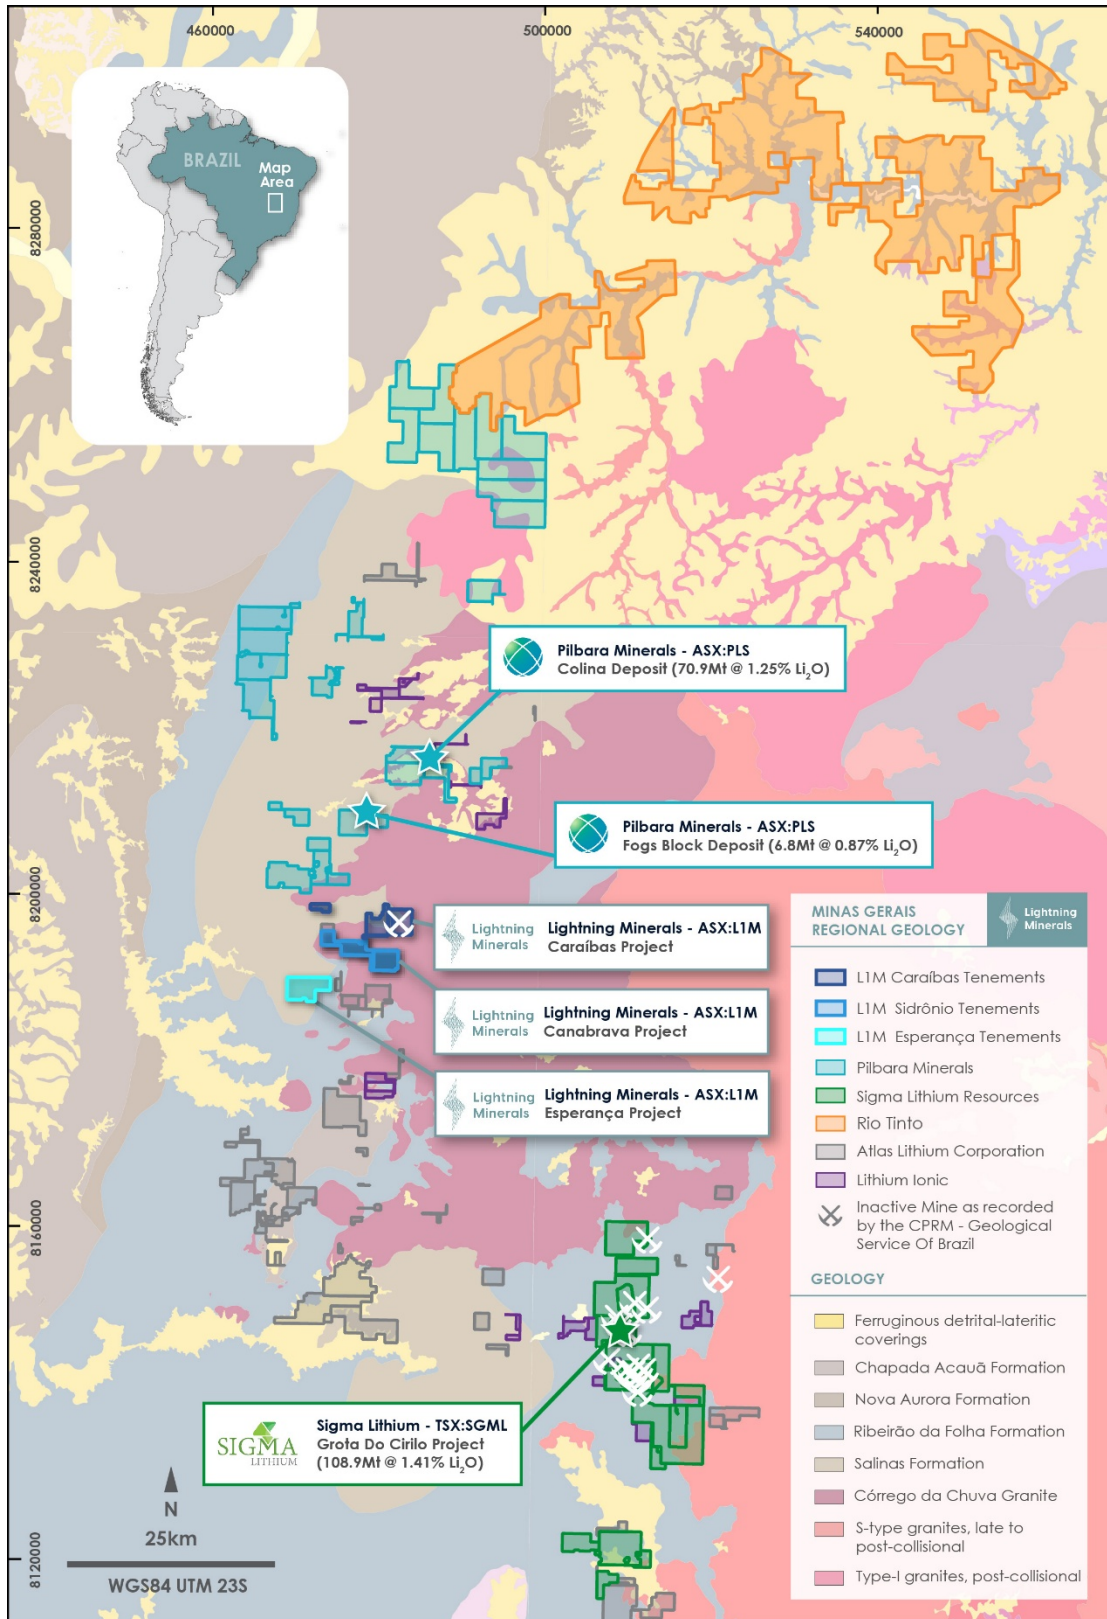 460000
500000
540000
BRAZIL
Map
Area
8280000
8240000
8200000
8160000
8120000
Pilbara Minerals - ASX:PLS
Colina Deposit (70.9Mt @ 1.25% Li₂O)
Pilbara Minerals - ASX:PLS
Fogs Block Deposit (6.8Mt @ 0.87% Li₂O)
Lightning
Minerals
Lightning Minerals - ASX:L1M
Caraíbas Project
Lightning
Minerals
Lightning Minerals - ASX:L1M
Canabrava Project
Lightning
Minerals
Lightning Minerals - ASX:L1M
Esperança Project
SIGMA
LITHIUM
Sigma Lithium - TSX:SGML
Grota Do Cirilo Project
(108.9Mt @ 1.41% Li₂O)
N
25km
WGS84 UTM 23S
MINAS GERAIS
REGIONAL GEOLOGY
Lightning
Minerals
L1M Caraíbas Tenements
L1M Sidrônio Tenements
L1M Esperança Tenements
Pilbara Minerals
Sigma Lithium Resources
Rio Tinto
Atlas Lithium Corporation
Lithium Ionic
Inactive Mine as recorded
by the CPRM - Geological
Service Of Brazil
GEOLOGY
Ferruginous detrital-lateritic
coverings
Chapada Acauã Formation
Nova Aurora Formation
Ribeirão da Folha Formation
Salinas Formation
Córrego da Chuva Granite
S-type granites, late to
post-collisional
Type-I granites, post-collisional